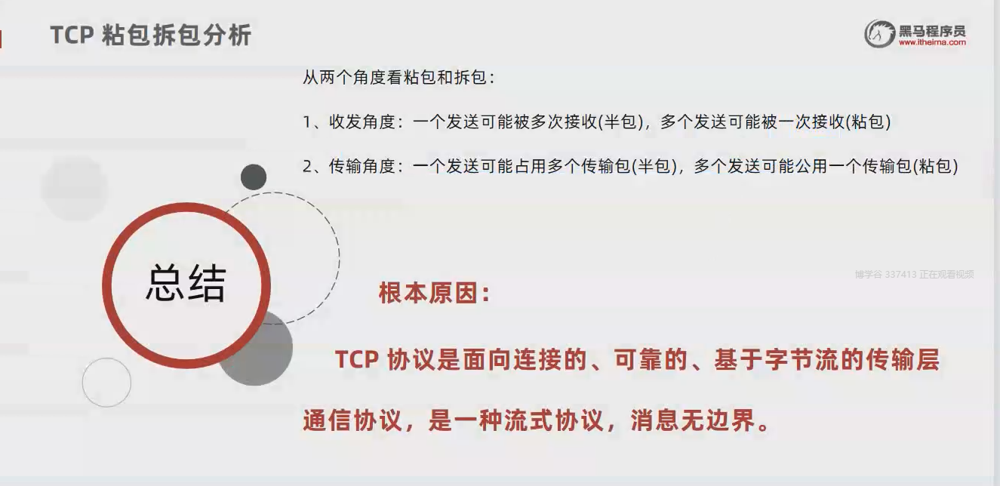 TCP 粘包拆包分析
黑马程序员
www.itheima.com
从两个角度看粘包和拆包：
1、收发角度：一个发送可能被多次接收(半包)，多个发送可能被一次接收(粘包)
2、传输角度：一个发送可能占用多个传输包(半包)，多个发送可能公用一个传输包(粘包)
总结
博学谷 337413 正在观看视频
根本原因：
TCP 协议是面向连接的、可靠的、基于字节流的传输层
通信协议，是一种流式协议，消息无边界。